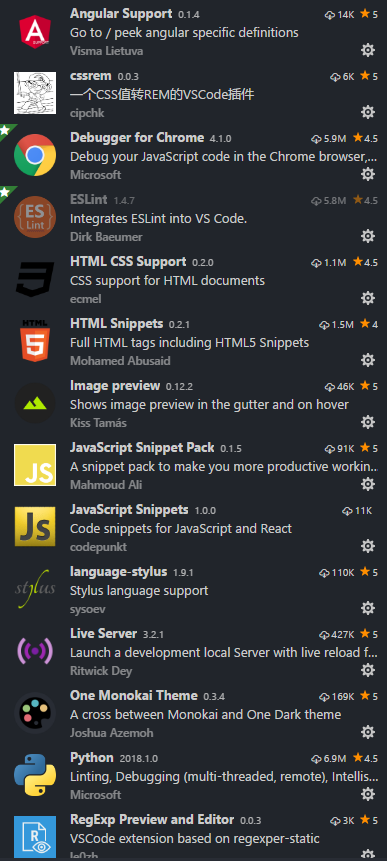 Angular Support 0.1.4 14K 5
Go to / peek angular specific definitions
Visma Lietuva
cssrem 0.0.3 6K 5
一个CSS值转REM的VSCode插件
cipchk
Debugger for Chrome 4.1.0 5.9M 4.5
Debug your JavaScript code in the Chrome browser,...
Microsoft
ES
Lint
ESLint 1.4.7 5.8M 4.5
Integrates ESLint into VS Code.
Dirk Baeumer
HTML CSS Support 0.2.0 1.1M 4.5
CSS support for HTML documents
ecmel
HTML
5
HTML Snippets 0.2.1 1.5M 4
Full HTML tags including HTML5 Snippets
Mohamed Abusaid
Image preview 0.12.2 46K 5
Shows image preview in the gutter and on hover
Kiss Tamás
JS
JavaScript Snippet Pack 0.1.5 91K 5
A snippet pack to make you more productive workin...
Mahmoud Ali
Js
JavaScript Snippets 1.0.0 11K
Code snippets for JavaScript and React
codepunkt
stylus
language-stylus 1.9.1 110K 5
Stylus language support
sysoev
Live Server 3.2.1 427K 5
Launch a development local Server with live reload f...
Ritwick Dey
One Monokai Theme 0.3.4 169K 5
A cross between Monokai and One Dark theme
Joshua Azemoh
Python 2018.1.0 6.9M 4.5
Linting, Debugging (multi-threaded, remote), Intellis...
Microsoft
RegExp Preview and Editor 0.0.3 3K 5
VSCode extension based on regexper-static
le0zh